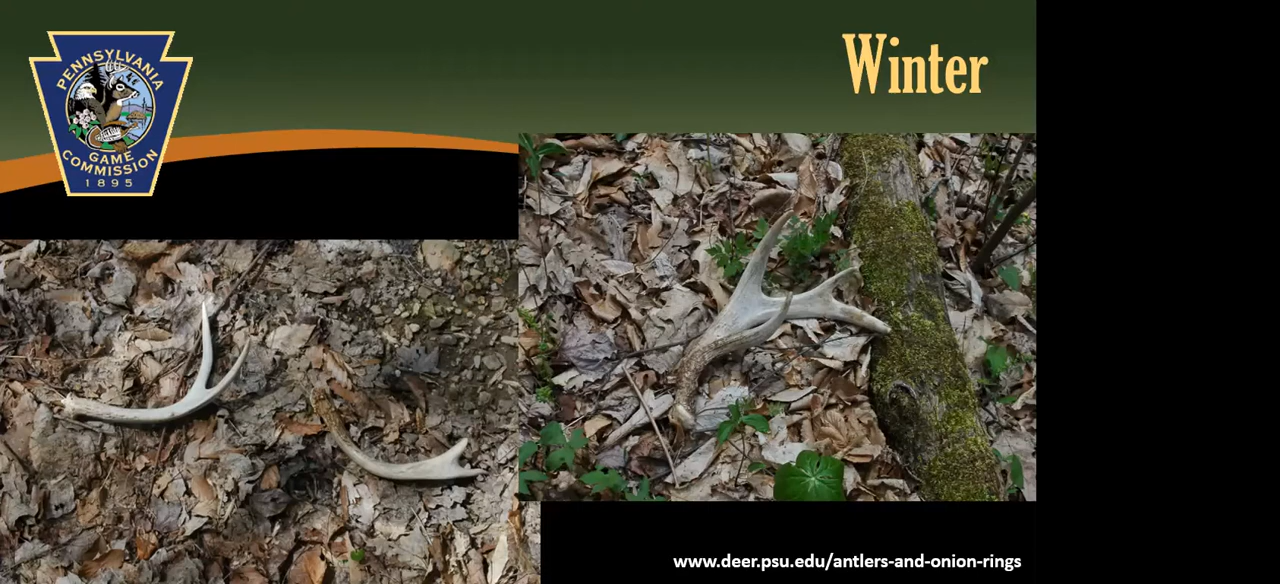 PENNSYLVANIA
GAME
COMMISSION
1895
Winter
www.deer.psu.edu/antlers-and-onion-rings